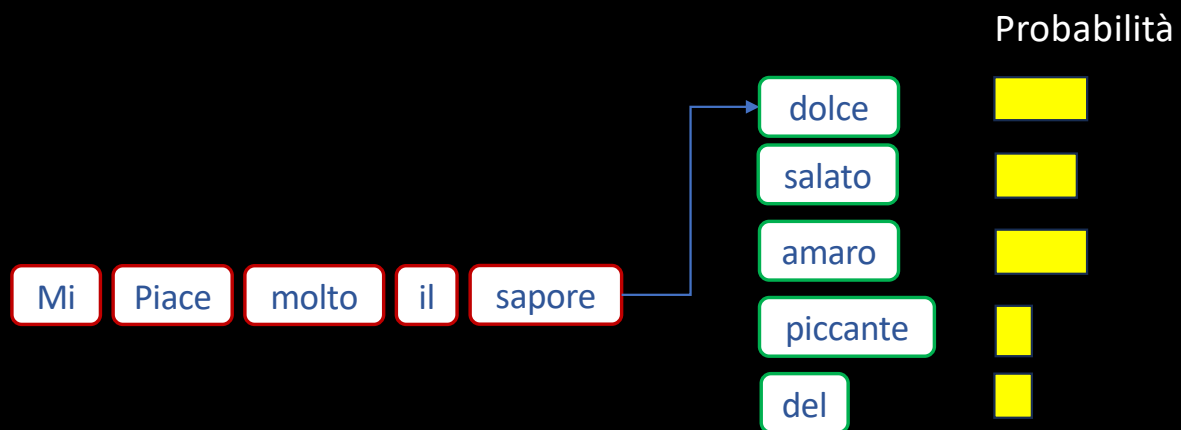 Probabilità
dolce
salato
amaro
Mi Piace molto il sapore
piccante
del